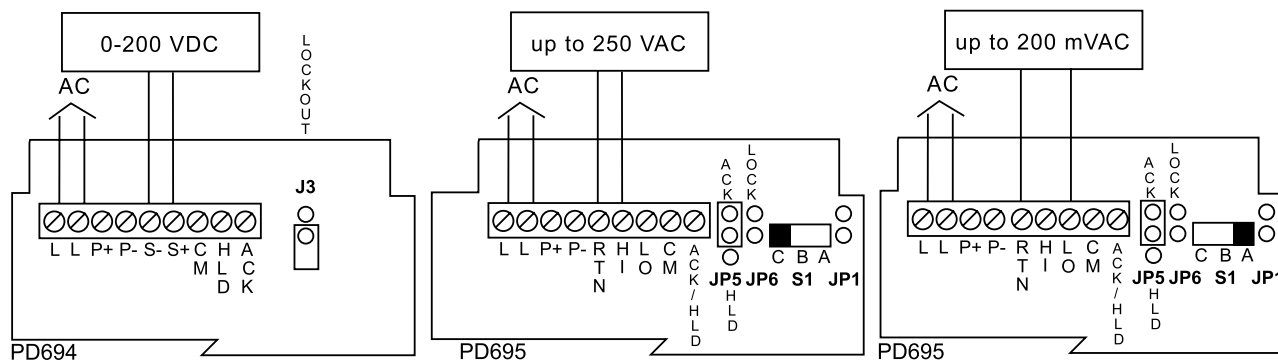 0-200 VDC
AC
LOCKOUT
J3
L L P+ P- S- S+ CM HLD ACK
PD694
up to 250 VAC
AC
ACK
LOCK
L L P+ P- RTN HI LO CM ACK/HLD
C B A
JP5 JP6 S1 JP1
HLD
PD695
up to 200 mVAC
AC
ACK
LOCK
L L P+ P- RTN HI LO CM ACK/HLD
C B A
JP5 JP6 S1 JP1
HLD
PD695